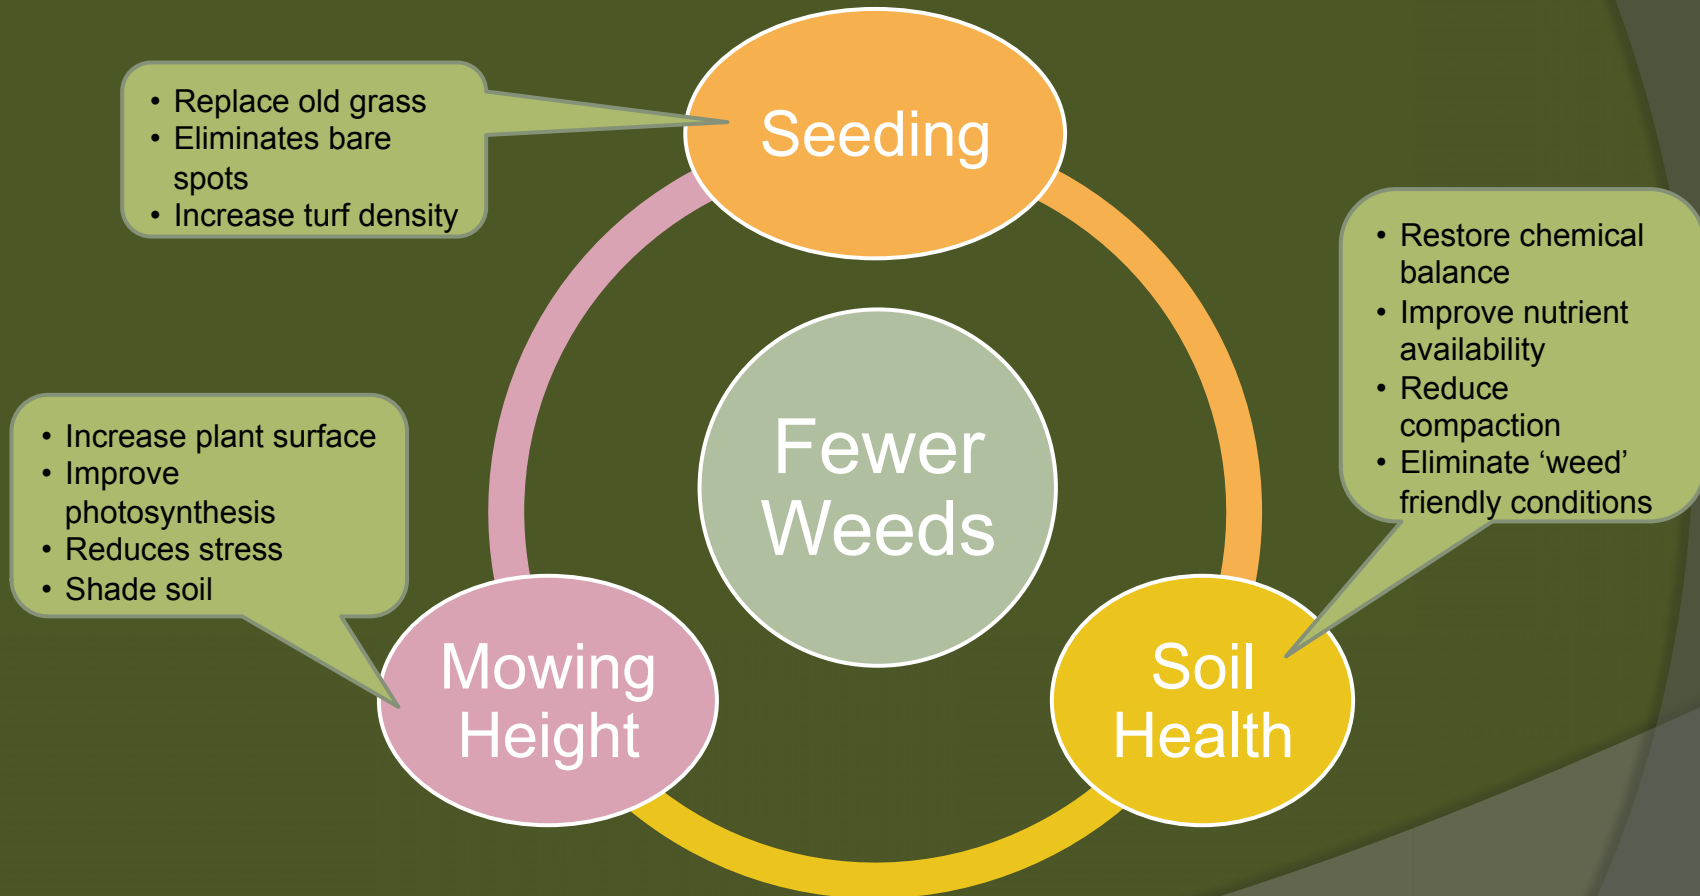 • Replace old grass
• Eliminates bare
spots
• Increase turf density
Seeding
• Restore chemical
balance
• Improve nutrient
availability
• Reduce
compaction
• Eliminate ‘weed’
friendly conditions
Fewer
Weeds
• Increase plant surface
• Improve
photosynthesis
• Reduces stress
• Shade soil
Mowing
Height
Soil
Health